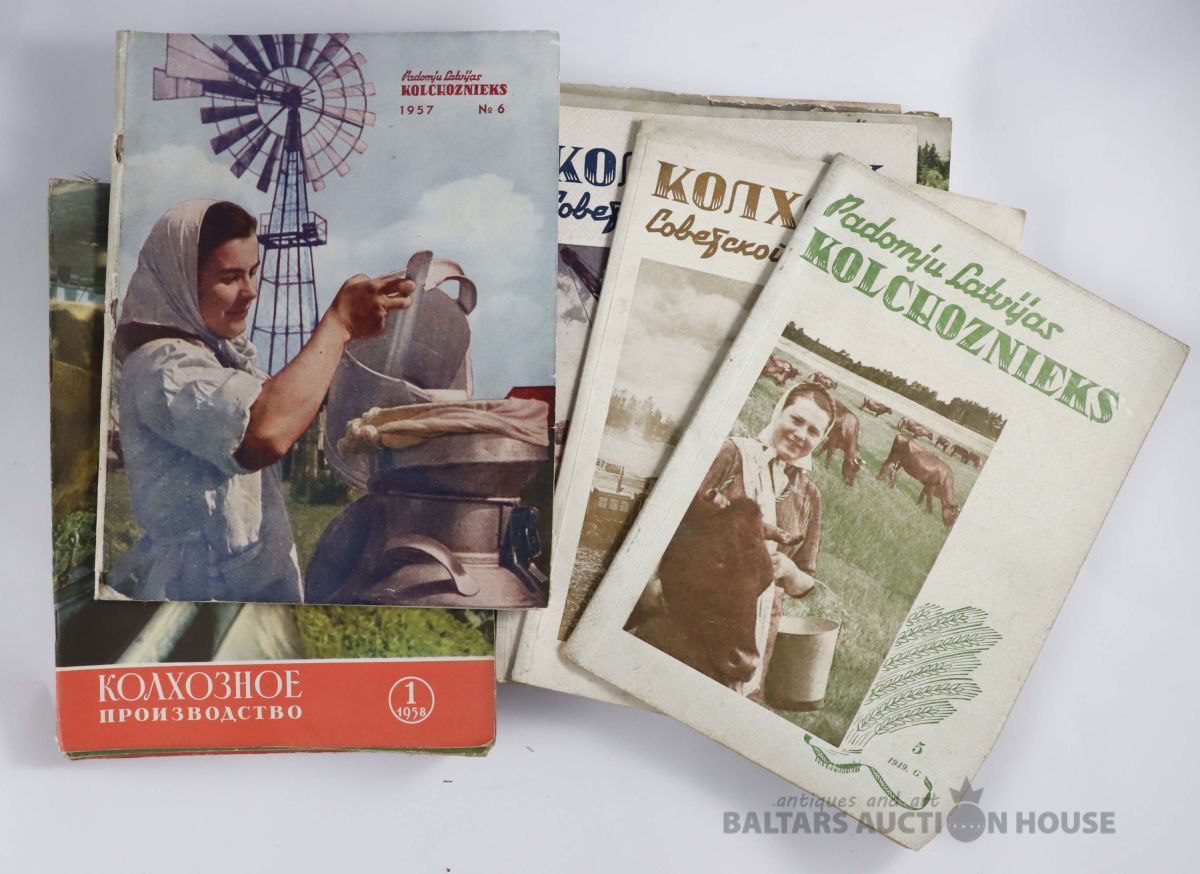 Padomju Latvijas
KOLCHOZNIEKS
1957 № 6
КОЛХОЗНОЕ
ПРОИЗВОДСТВО
1
1958
Советской
Padomju Latvijas
KOLCHOZNIEKS
5
1949. G
antiques and art
BALTARS AUCTION HOUSE